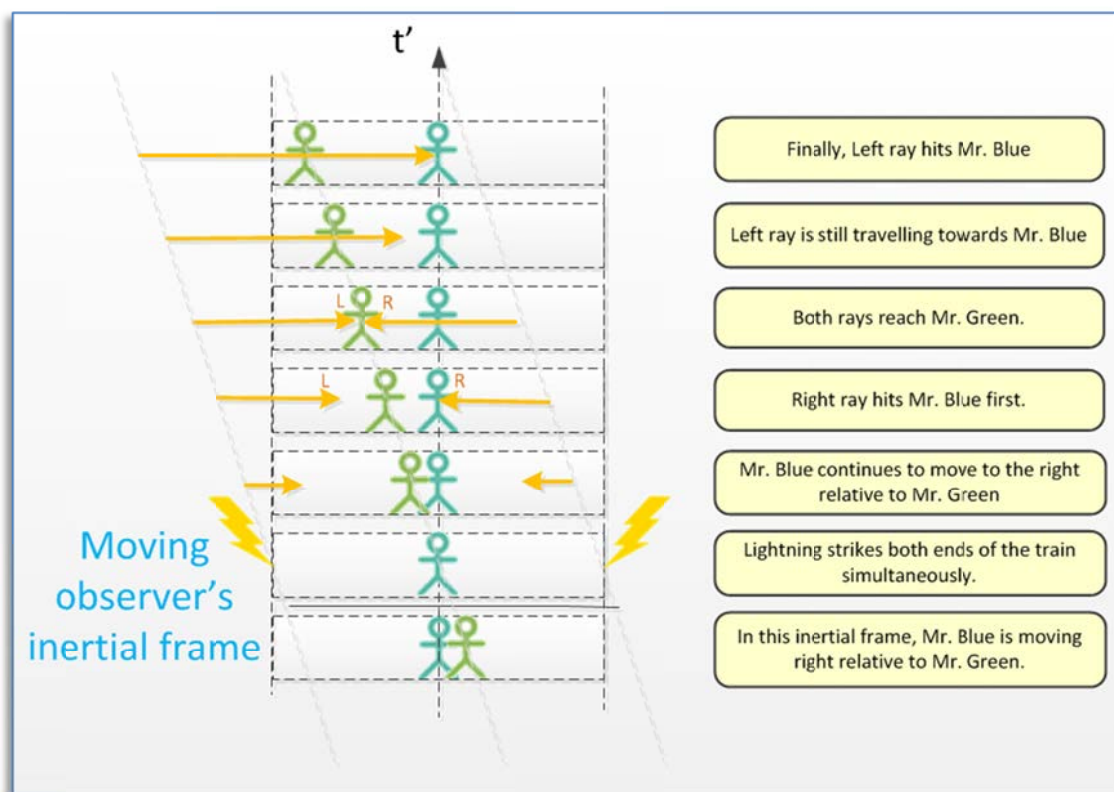 t’
Finally, Left ray hits Mr. Blue
Left ray is still travelling towards Mr. Blue
L
R
Both rays reach Mr. Green.
L
R
Right ray hits Mr. Blue first.
Mr. Blue continues to move to the right
relative to Mr. Green
Moving
observer’s
inertial frame
Lightning strikes both ends of the train
simultaneously.
In this inertial frame, Mr. Blue is moving
right relative to Mr. Green.